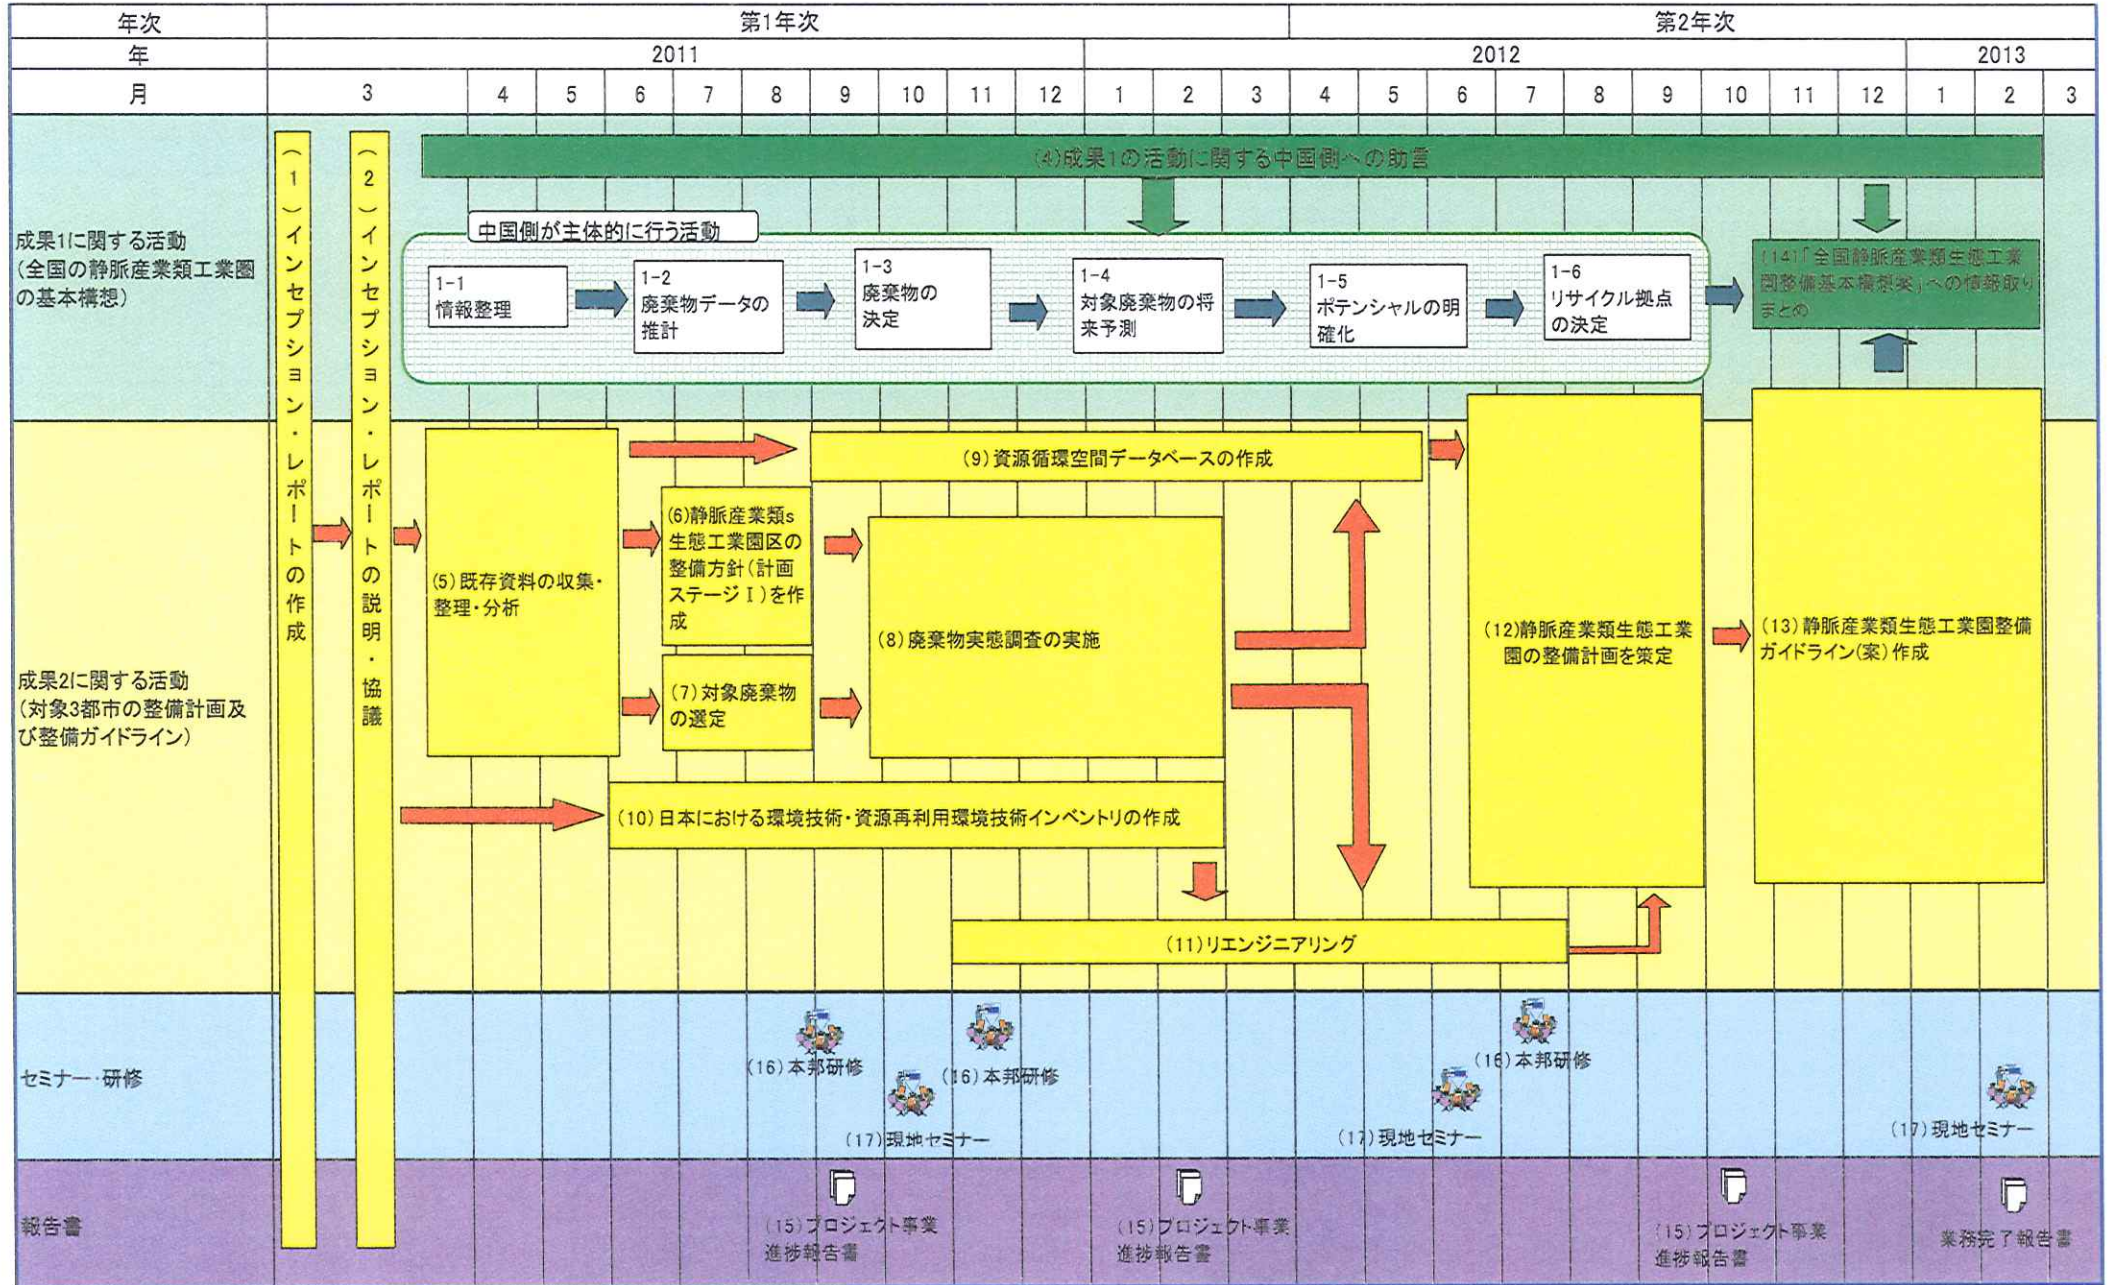 年次
第1年次
第2年次
年
2011
2012
2013
月
3
4
5
6
7
8
9
10
11
12
1
2
3
4
5
6
7
8
9
10
11
12
1
2
3
成果1に関する活動
(全国の静脈産業類工業園
の基本構想)
(1)インセプション・レポートの作成
(2)インセプション・レポートの説明・協議
(4)成果1の活動に関する中国側への助言
中国側が主体的に行う活動
1-1
情報整理
1-2
廃棄物データの
推計
1-3
廃棄物の
決定
1-4
対象廃棄物の将
来予測
1-5
ポテンシャルの明
確化
1-6
リサイクル拠点
の決定
(14)「全国静脈産業類生態工業
園整備基本構想案」への情報取り
まとめ
成果2に関する活動
(対象3都市の整備計画及
び整備ガイドライン)
(5)既存資料の収集・
整理・分析
(6)静脈産業類s
生態工業園区の
整備方針(計画
ステージⅠ)を作
成
(7)対象廃棄物
の選定
(8)廃棄物実態調査の実施
(9)資源循環空間データベースの作成
(10)日本における環境技術・資源再利用環境技術インベントリの作成
(11)リエンジニアリング
(12)静脈産業類生態工業
園の整備計画を策定
(13)静脈産業類生態工業園整備
ガイドライン(案)作成
セミナー・研修
(16)本邦研修
(17)現地セミナー
(16)本邦研修
(17)現地セミナー
(16)本邦研修
(17)現地セミナー
報告書
(15)プロジェクト事業
進捗報告書
(15)プロジェクト事業
進捗報告書
(15)プロジェクト事業
進捗報告書
業務完了報告書